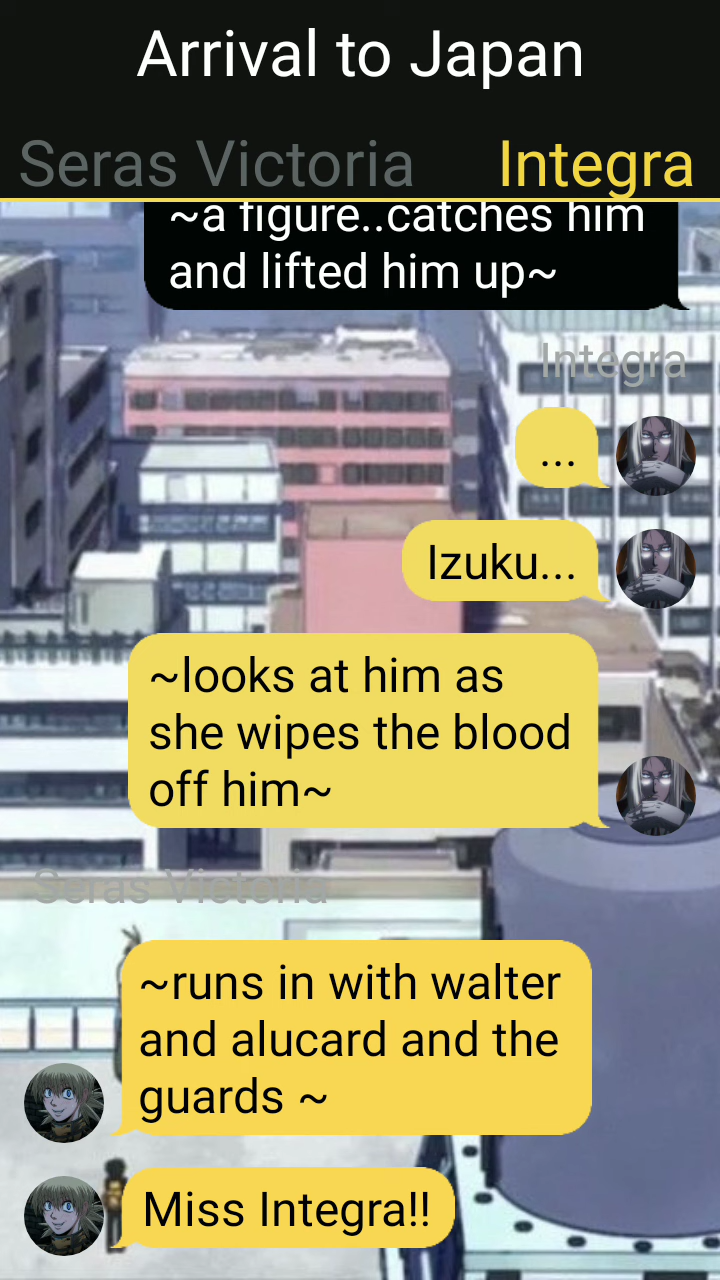 Arrival to Japan
Seras Victoria
Integra
~a figure..catches him
and lifted him up~
Integra
...
Izuku...
~looks at him as
she wipes the blood
off him~
Seras Victoria
~runs in with walter
and alucard and the
guards ~
Miss Integra!!